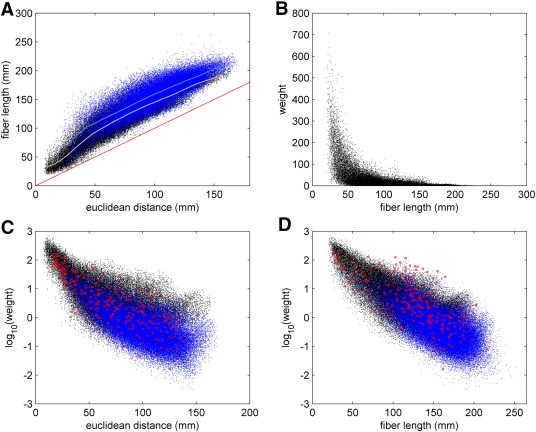 A
300
250
200
150
100
50
0
fiber length (mm)
0 50 100 150
euclidean distance (mm)
B
800
700
600
500
400
300
200
100
0
weight
0 50 100 150 200 250 300
fiber length (mm)
C
3
2
1
0
-1
-2
-3
log10(weight)
0 50 100 150 200
euclidean distance (mm)
D
3
2
1
0
-1
-2
-3
log10(weight)
0 50 100 150 200 250
fiber length (mm)